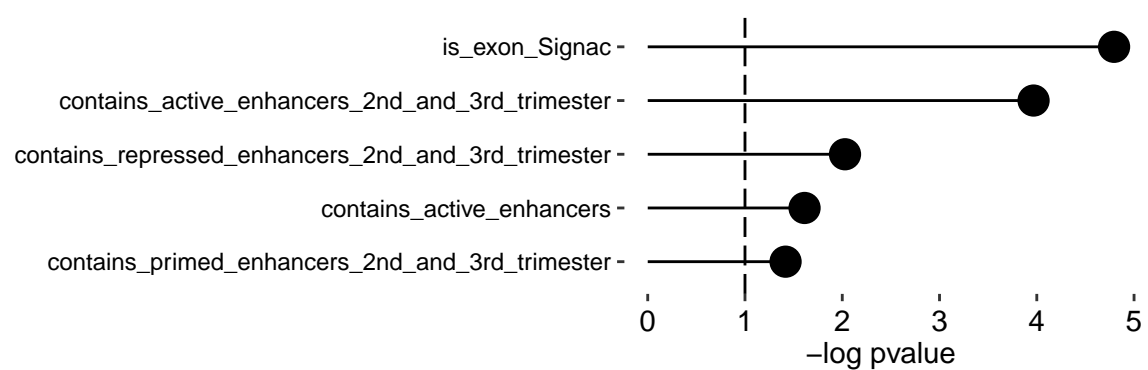 is_exon_Signac
contains_active_enhancers_2nd_and_3rd_trimester
contains_repressed_enhancers_2nd_and_3rd_trimester
contains_active_enhancers
contains_primed_enhancers_2nd_and_3rd_trimester
0 1 2 3 4 5
−log pvalue